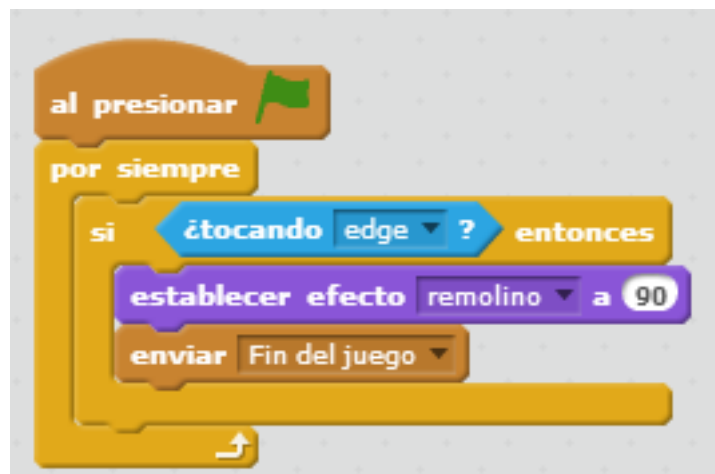 al presionar
por siempre
si ¿tocando edge ? entonces
establecer efecto remolino a 90
enviar Fin del juego